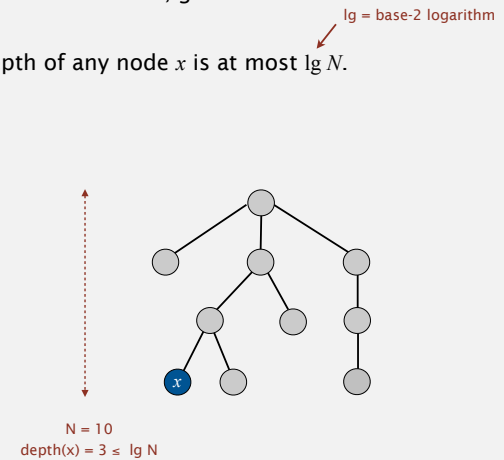 lg = base-2 logarithm
pth of any node x is at most lg N.
x
N = 10
depth(x) = 3 ≤ lg N